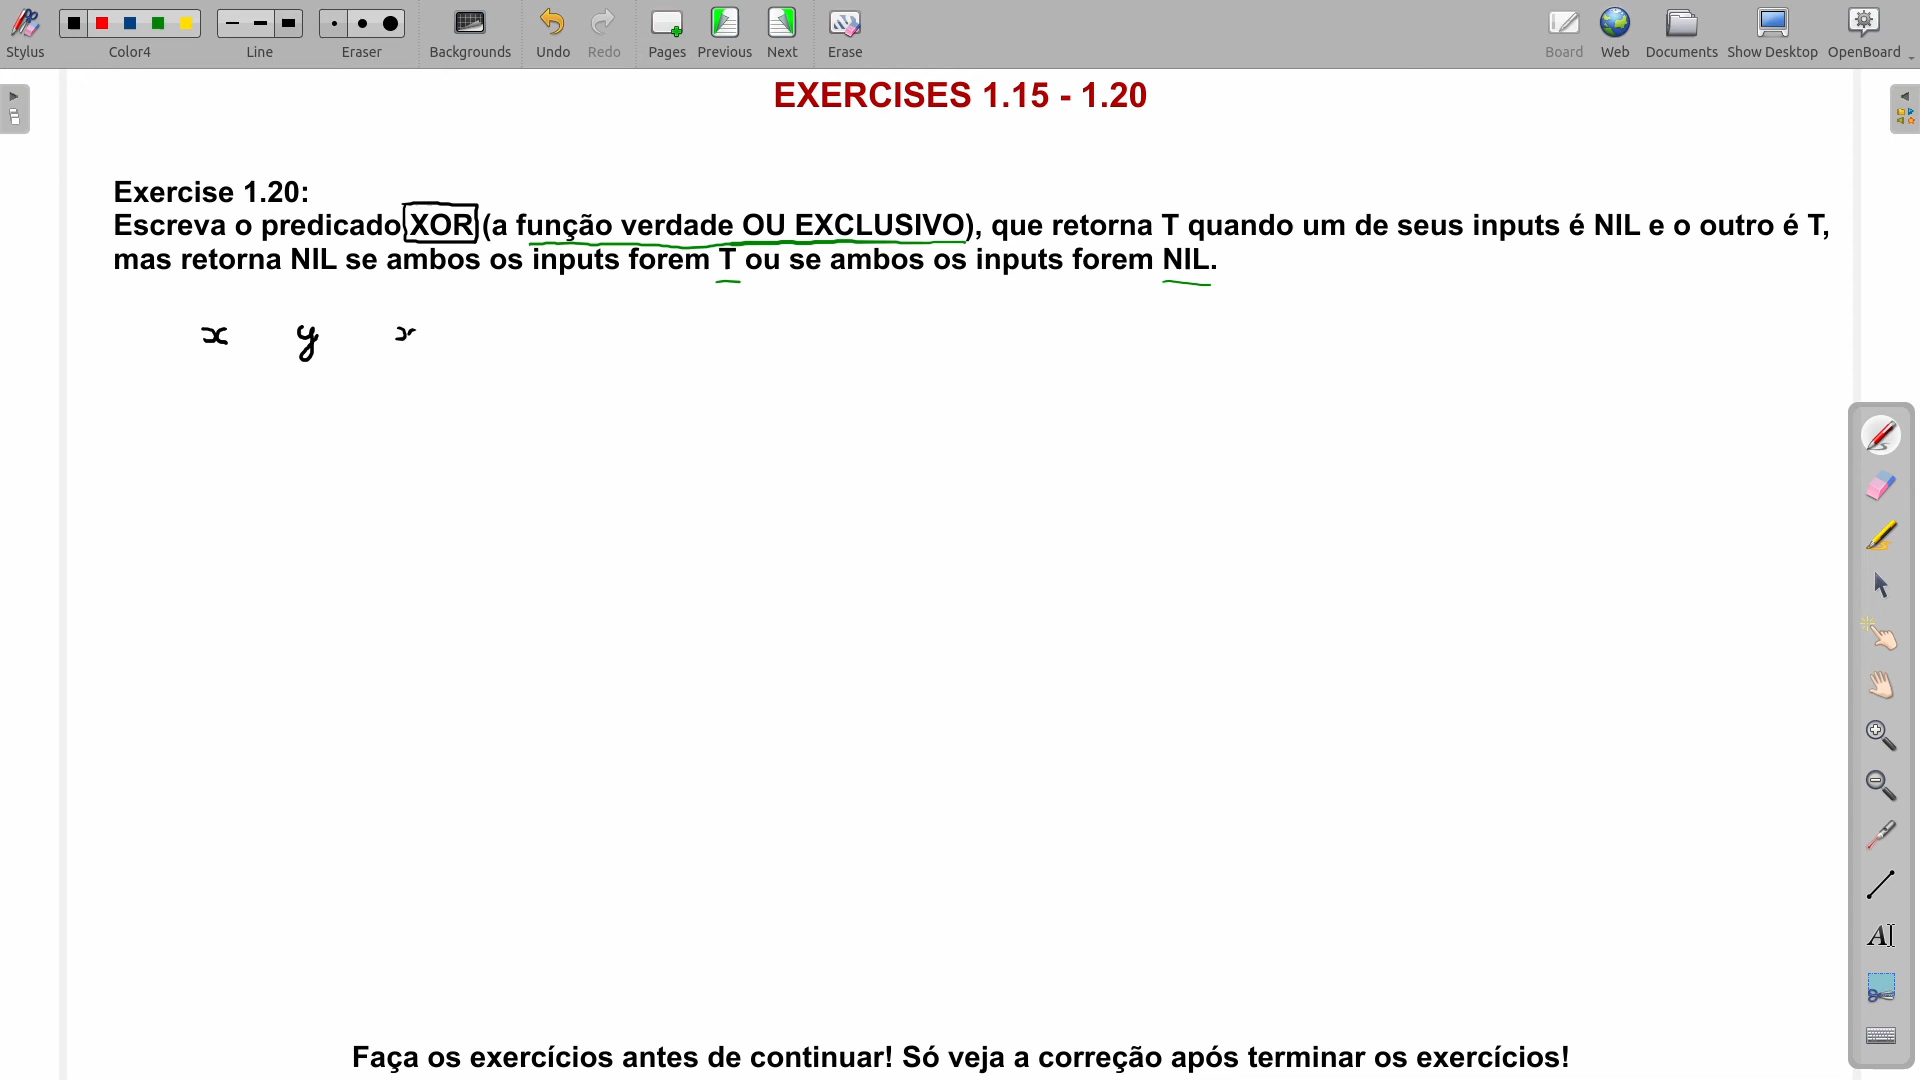 Stylus Color4 Line Eraser Backgrounds Undo Redo Pages Previous Next Erase Board Web Documents Show Desktop OpenBoard
EXERCISES 1.15 - 1.20
Exercise 1.20:
Escreva o predicado XOR (a função verdade OU EXCLUSIVO), que retorna T quando um de seus inputs é NIL e o outro é T,
mas retorna NIL se ambos os inputs forem T ou se ambos os inputs forem NIL.
x y x
Faça os exercícios antes de continuar! Só veja a correção após terminar os exercícios!